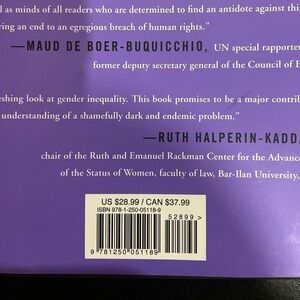 l as minds of all readers who are determined to find an antidote against thi
ring an end to an egregious breach of human rights."
—MAUD DE BOER-BUQUICCHIO, UN special rapporte
former deputy secretary general of the Council of E
eshing look at gender inequality. This book promises to be a major contrib
understanding of a shamefully dark and endemic problem."
—RUTH HALPERIN-KADD
chair of the Ruth and Emanuel Rackman Center for the Advance
of the Status of Women, faculty of law, Bar-Ilan University,
US $28.99 / CAN $37.99
ISBN 978-1-250-05118-9
52899>
9 781250 051189